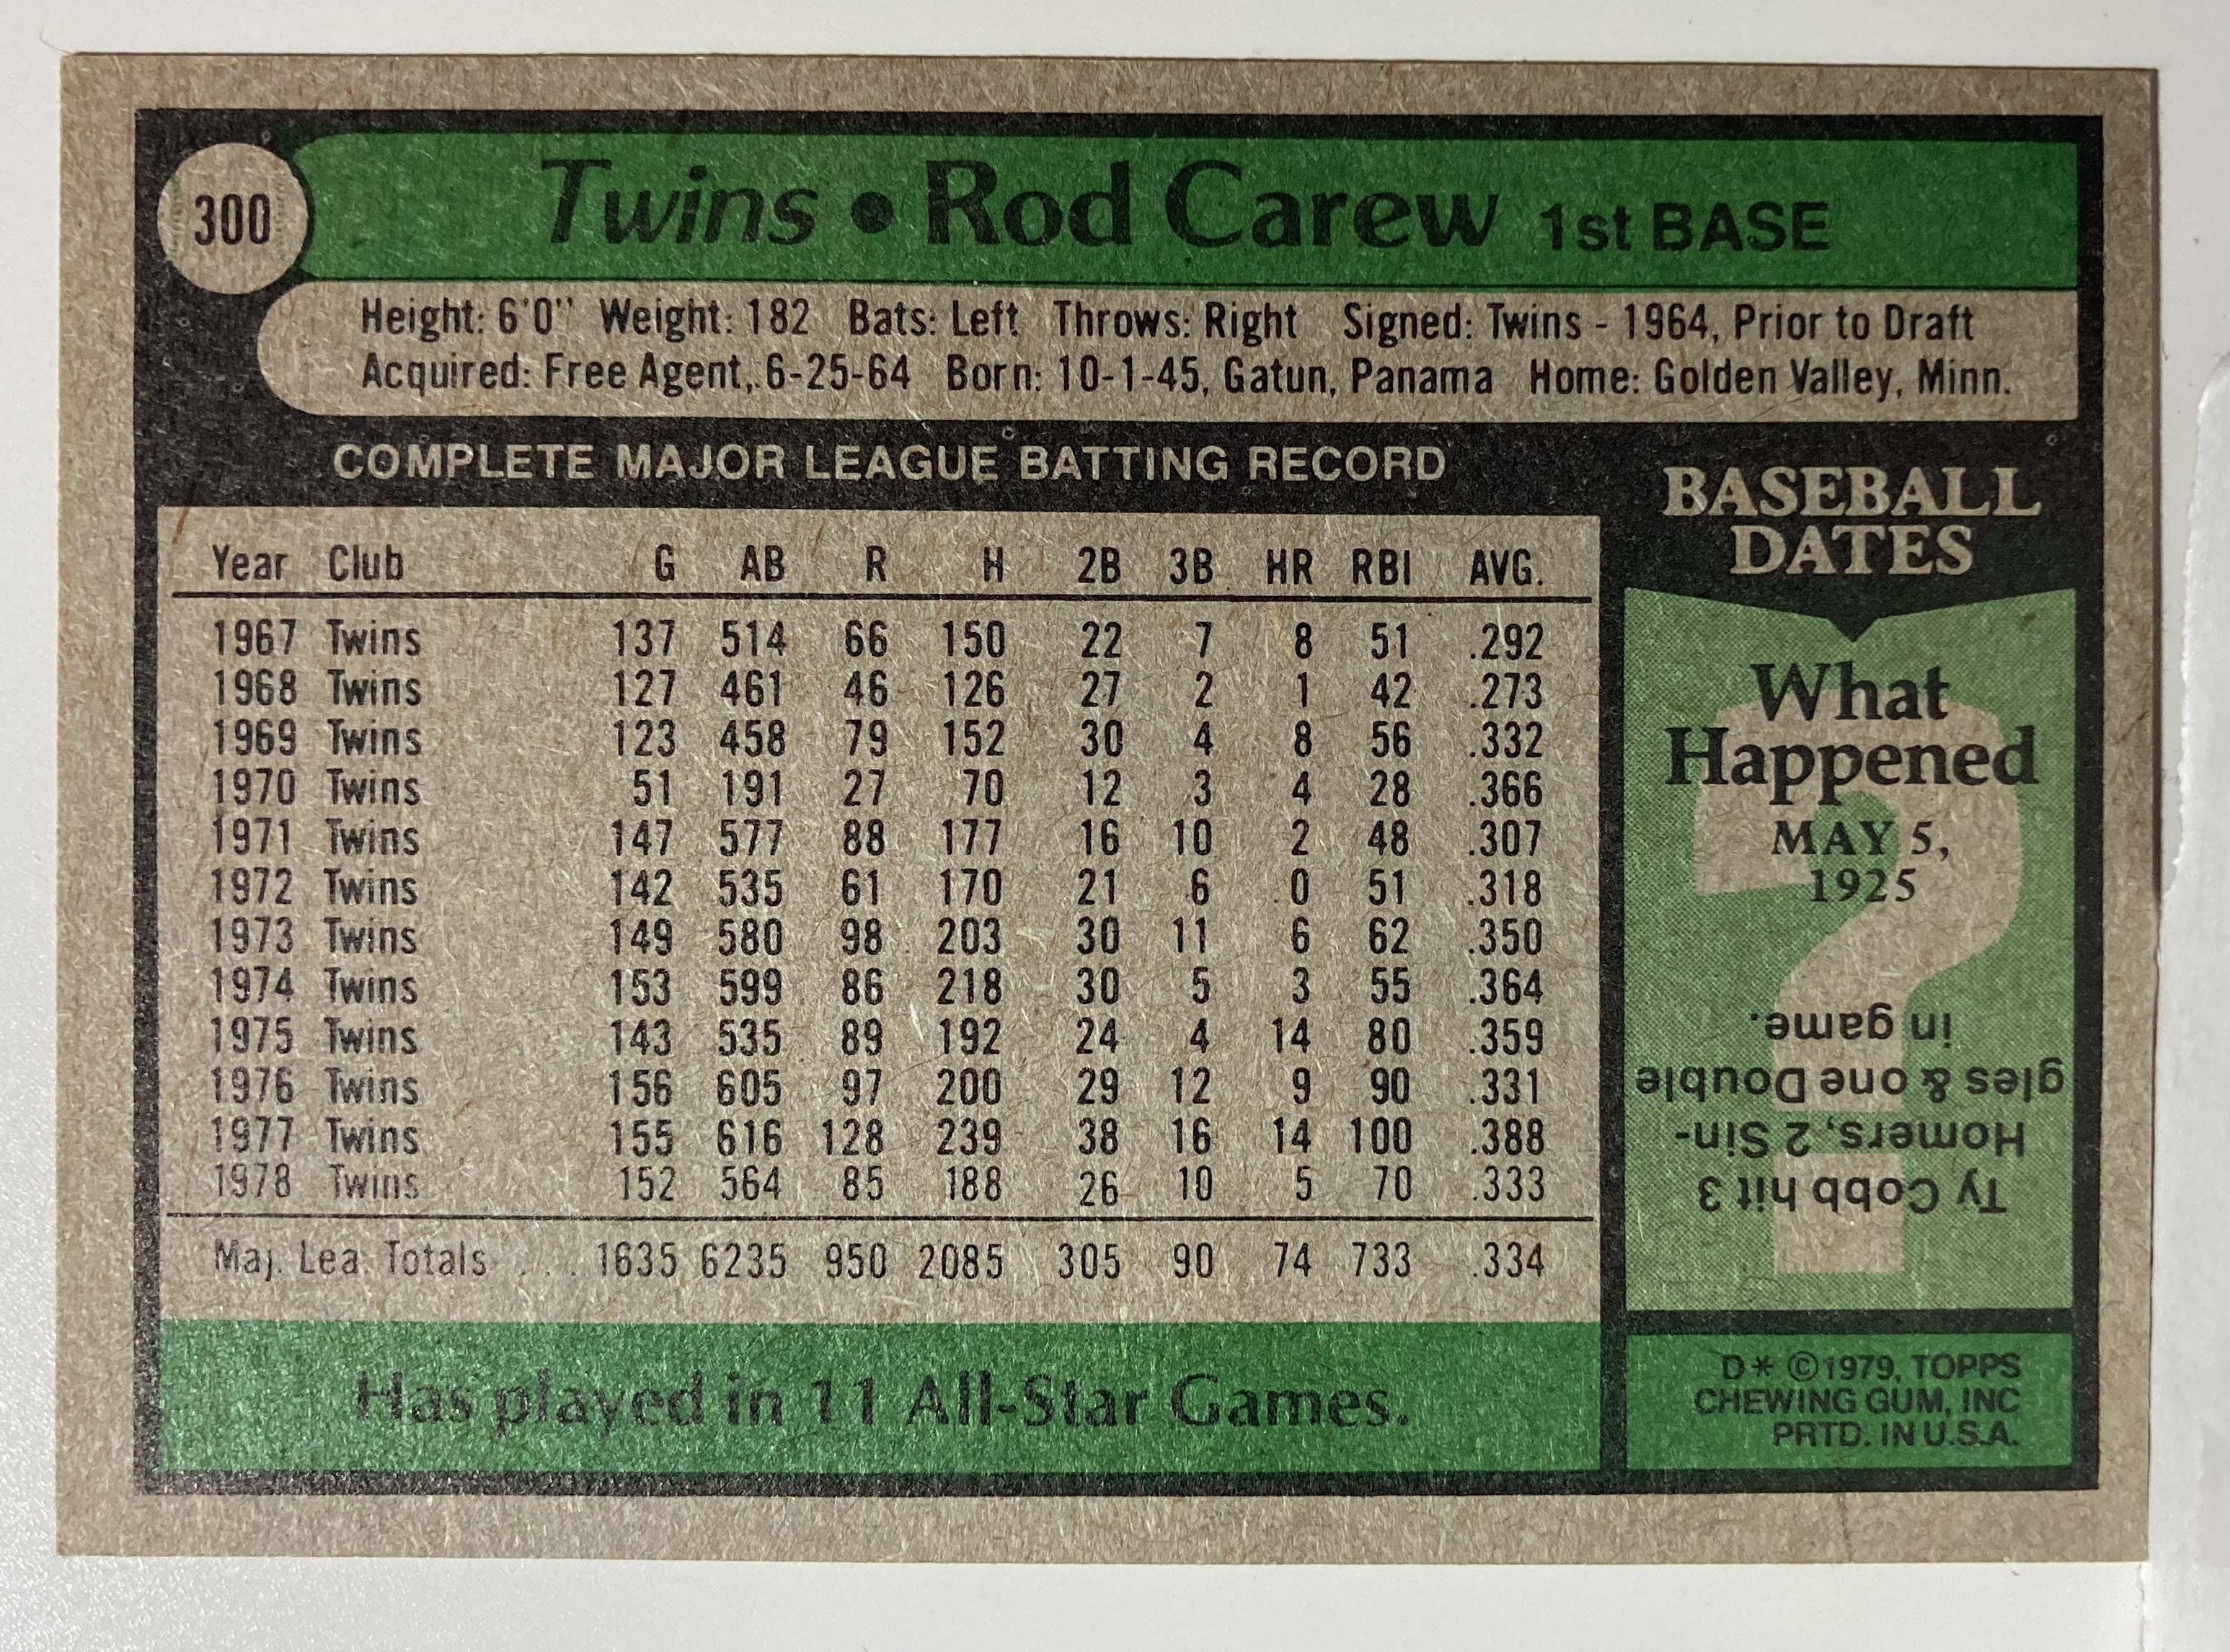 300
Twins • Rod Carew 1st BASE
Height: 6'0" Weight: 182 Bats: Left Throws: Right Signed: Twins - 1964, Prior to Draft
Acquired: Free Agent, 6-25-64 Born: 10-1-45, Gatun, Panama Home: Golden Valley, Minn.
COMPLETE MAJOR LEAGUE BATTING RECORD
Year Club G AB R H 2B 3B HR RBI AVG.
1967 Twins 137 514 66 150 22 7 8 51 .292
1968 Twins 127 461 46 126 27 2 1 42 .273
1969 Twins 123 458 79 152 30 4 8 56 .332
1970 Twins 51 191 27 70 12 3 4 28 .366
1971 Twins 147 577 88 177 16 10 2 48 .307
1972 Twins 142 535 61 170 21 6 0 51 .318
1973 Twins 149 580 98 203 30 11 6 62 .350
1974 Twins 153 599 86 218 30 5 3 55 .364
1975 Twins 143 535 89 192 24 4 14 80 .359
1976 Twins 156 605 97 200 29 12 9 90 .331
1977 Twins 155 616 128 239 38 16 14 100 .388
1978 Twins 152 564 85 188 26 10 5 70 .333
Maj. Lea. Totals . . . 1635 6235 950 2085 305 90 74 733 .334
Has played in 11 All-Star Games.
BASEBALL
DATES
What
Happened
MAY 5,
1925
Ty Cobb hit 3
Homers, 2 Sin-
gles & one Double
in game.
D* ©1979, TOPPS
CHEWING GUM, INC
PRTD. IN U.S.A.